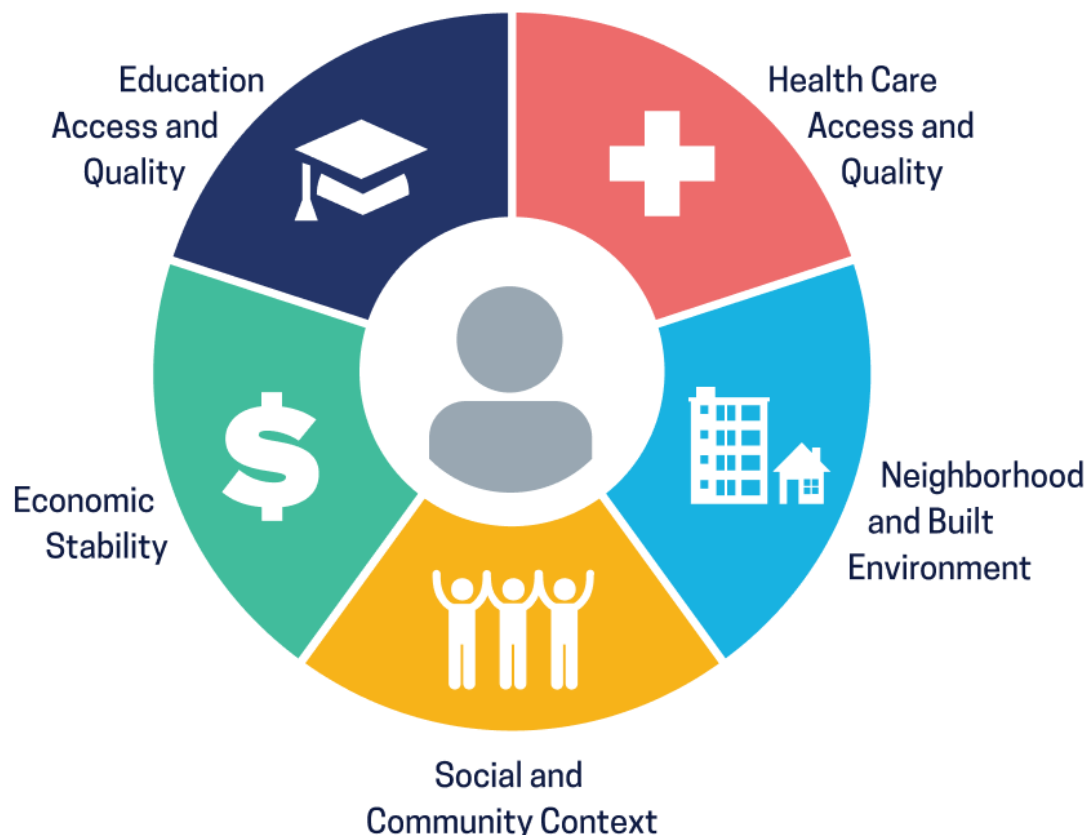 Education
Access and
Quality
Health Care
Access and
Quality
Economic
Stability
Neighborhood
and Built
Environment
Social and
Community Context